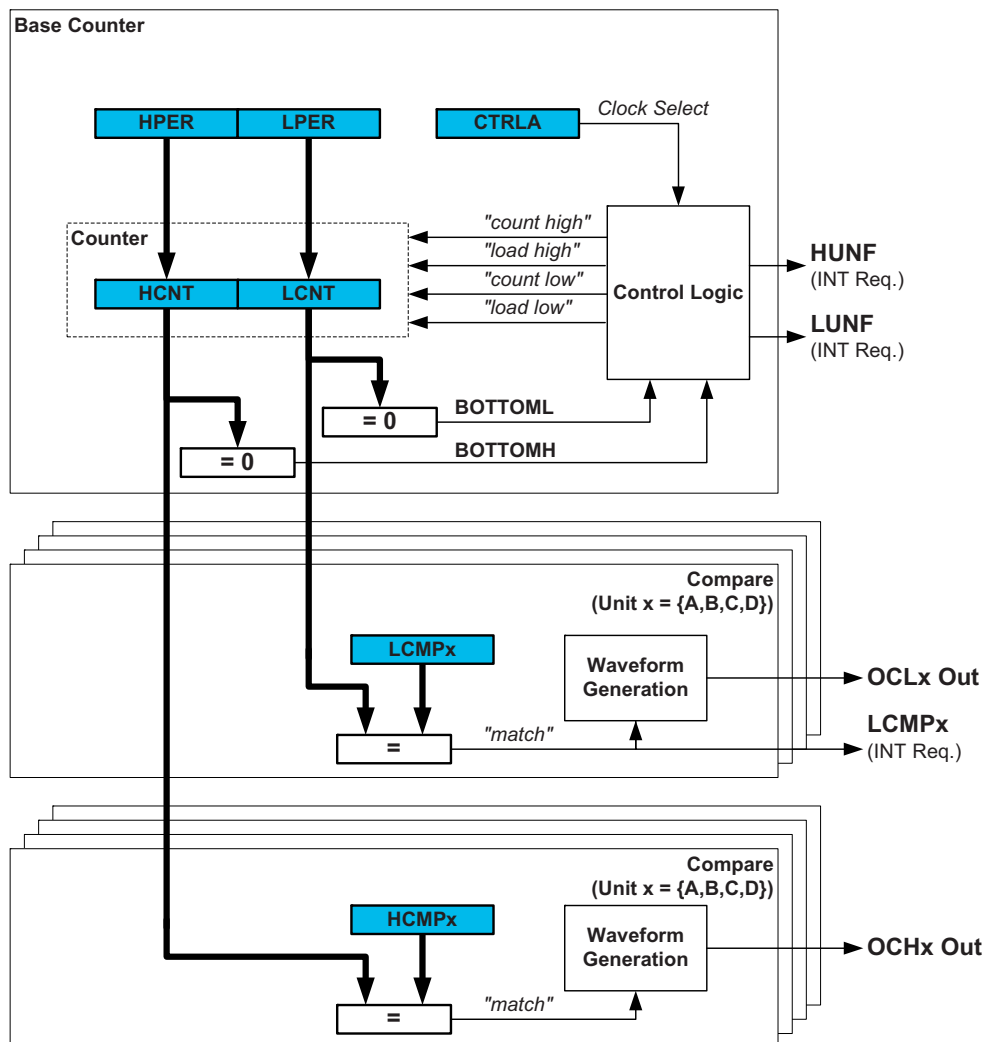 Base Counter
HPER LPER CTRLA Clock Select
Counter
"count high"
"load high"
"count low"
"load low"
HCNT LCNT
Control Logic
HUNF
(INT Req.)
LUNF
(INT Req.)
= 0
BOTTOML
= 0
BOTTOMH
Compare
(Unit x = {A,B,C,D})
LCMPx
Waveform
Generation
=
"match"
OCLx Out
LCMPx
(INT Req.)
Compare
(Unit x = {A,B,C,D})
HCMPx
Waveform
Generation
=
"match"
OCHx Out